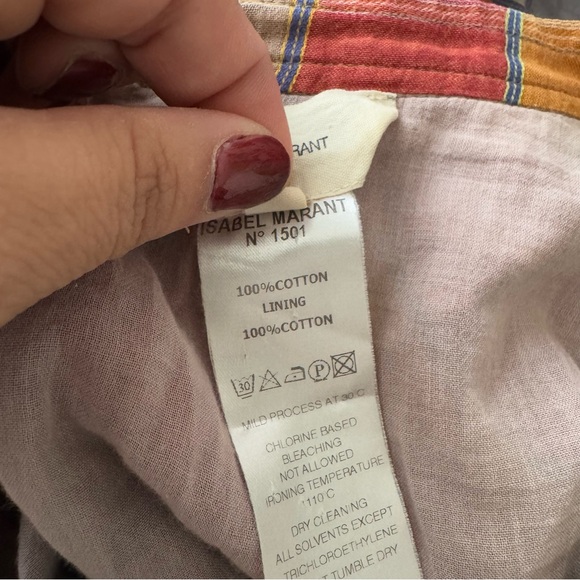 RANT
ISABEL MARANT
N° 1501
100%COTTON
LINING
100%COTTON
30 P
MILD PROCESS AT 30 C
CHLORINE BASED
BLEACHING
NOT ALLOWED
IRONING TEMPERATURE
110 C
DRY CLEANING
ALL SOLVENTS EXCEPT
TRICHLOROETHYLENE
T TUMBLE DRY